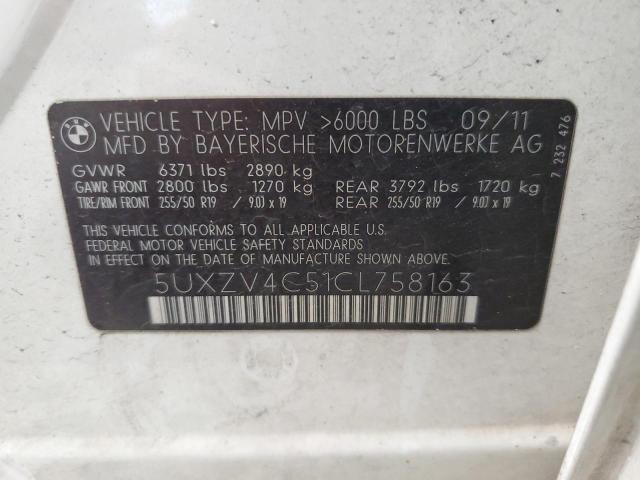 BMW
VEHICLE TYPE: MPV >6000 LBS 09/11
MFD BY BAYERISCHE MOTORENWERKE AG
GVWR 6371 lbs 2890 kg
GAWR FRONT 2800 lbs 1270 kg REAR 3792 lbs 1720 kg
TIRE/RIM FRONT 255/50 R19 / 9.0J x 19 REAR 255/50 R19 / 9.0J x 19
THIS VEHICLE CONFORMS TO ALL APPLICABLE U.S.
FEDERAL MOTOR VEHICLE SAFETY STANDARDS
IN EFFECT ON THE DATE OF MANUFACTURE SHOWN ABOVE.
5UXZV4C51CL758163
7 232 476